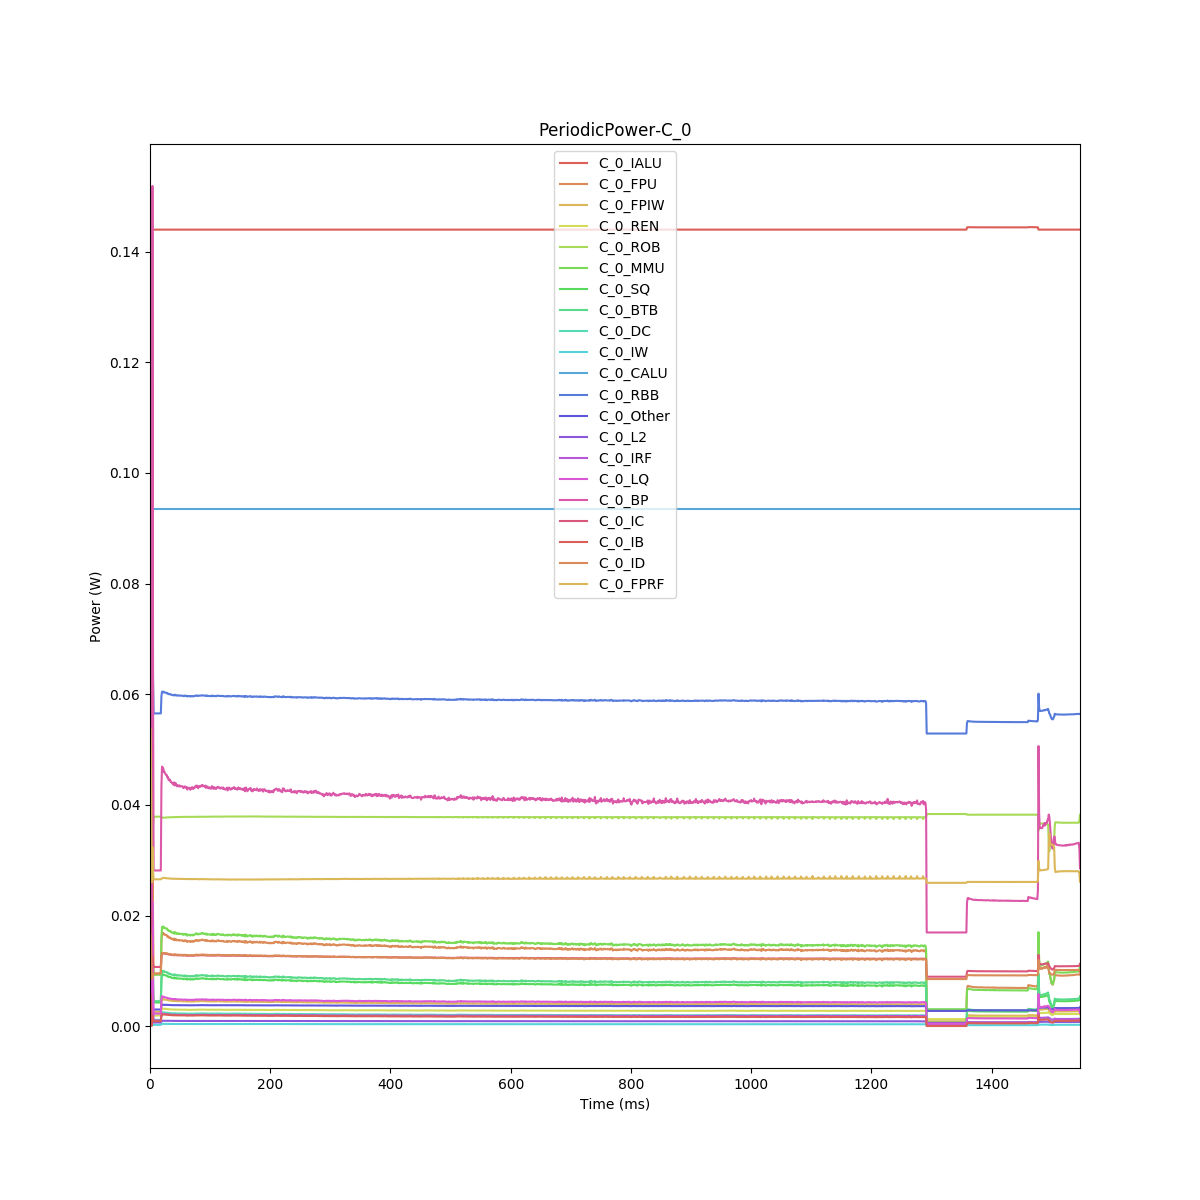 PeriodicPower-C_0
C_0_IALU
C_0_FPU
C_0_FPIW
C_0_REN
C_0_ROB
C_0_MMU
C_0_SQ
C_0_BTB
C_0_DC
C_0_IW
C_0_CALU
C_0_RBB
C_0_Other
C_0_L2
C_0_IRF
C_0_LQ
C_0_BP
C_0_IC
C_0_IB
C_0_ID
C_0_FPRF
Power (W)
0.14
0.12
0.10
0.08
0.06
0.04
0.02
0.00
0 200 400 600 800 1000 1200 1400
Time (ms)